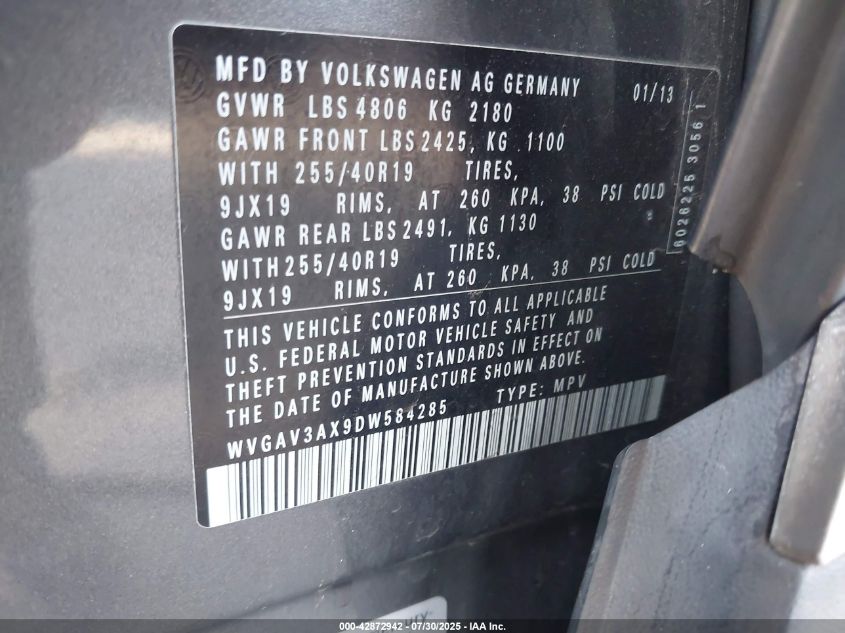 MFD BY VOLKSWAGEN AG GERMANY 01/13
GVWR LBS 4806 KG 2180
GAWR FRONT LBS 2425, KG 1100
WITH 255/40R19 TIRES,
9JX19 RIMS, AT 260 KPA, 38 PSI COLD
GAWR REAR LBS 2491, KG 1130
WITH 255/40R19 TIRES,
9JX19 RIMS, AT 260 KPA, 38 PSI COLD
THIS VEHICLE CONFORMS TO ALL APPLICABLE
U.S. FEDERAL MOTOR VEHICLE SAFETY AND
THEFT PREVENTION STANDARDS IN EFFECT ON
THE DATE OF MANUFACTURE SHOWN ABOVE.
WVGAV3AX9DW584285 TYPE: MPV
6026225 3056 1
000-42872942 - 07/30/2025 - IAA Inc.